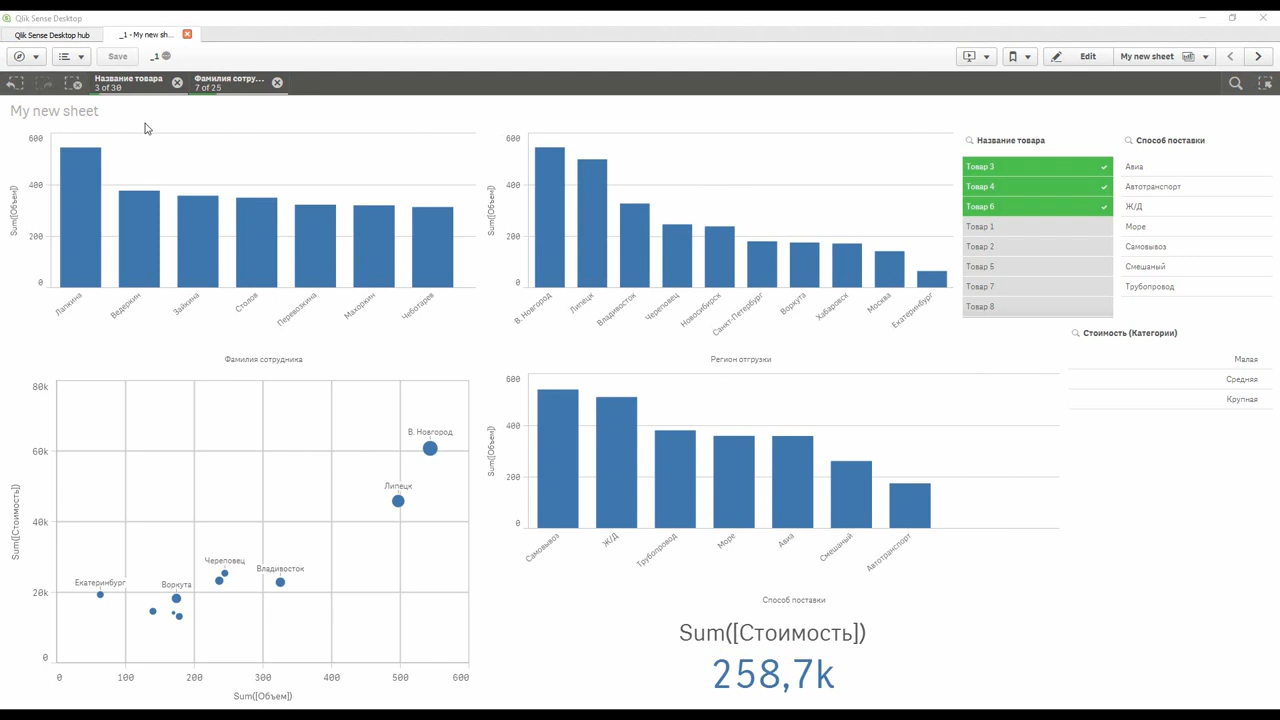 Qlik Sense Desktop
Qlik Sense Desktop hub
_1 - My new sh...
Save
_1
Edit
My new sheet
Название товара
3 of 30
Фамилия сотру...
7 of 25
My new sheet
600
400
200
0
Sum([Объем])
Лапкина
Ведеркин
Зайкина
Столов
Перевозкина
Махоркин
Чеботарев
Фамилия сотрудника
600
400
200
0
Sum([Объем])
В. Новгород
Липецк
Владивосток
Череповец
Новосибирск
Санкт-Петербург
Воркута
Хабаровск
Москва
Екатеринбург
Регион отгрузки
Название товара
Товар 3
Товар 4
Товар 6
Товар 1
Товар 2
Товар 5
Товар 7
Товар 8
Способ поставки
Авиа
Автотранспорт
Ж/Д
Море
Самовывоз
Смешаный
Трубопровод
Стоимость (Категории)
Малая
Средняя
Крупная
80k
60k
40k
20k
0
Sum([Стоимость])
В. Новгород
Липецк
Череповец
Владивосток
Екатеринбург
Воркута
0
100
200
300
400
500
600
Sum([Объем])
600
400
200
0
Sum([Объем])
Самовывоз
Ж/Д
Трубопровод
Море
Авиа
Смешаный
Автотранспорт
Способ поставки
Sum([Стоимость])
258,7k